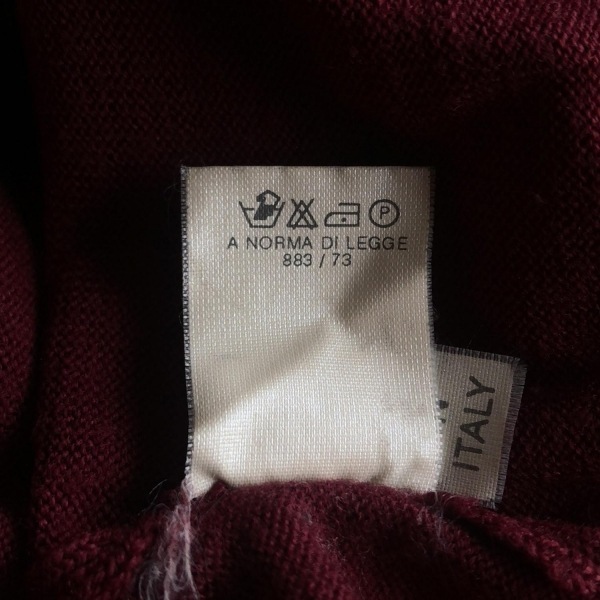 P
A NORMA DI LEGGE
883 / 73
N
ITALY